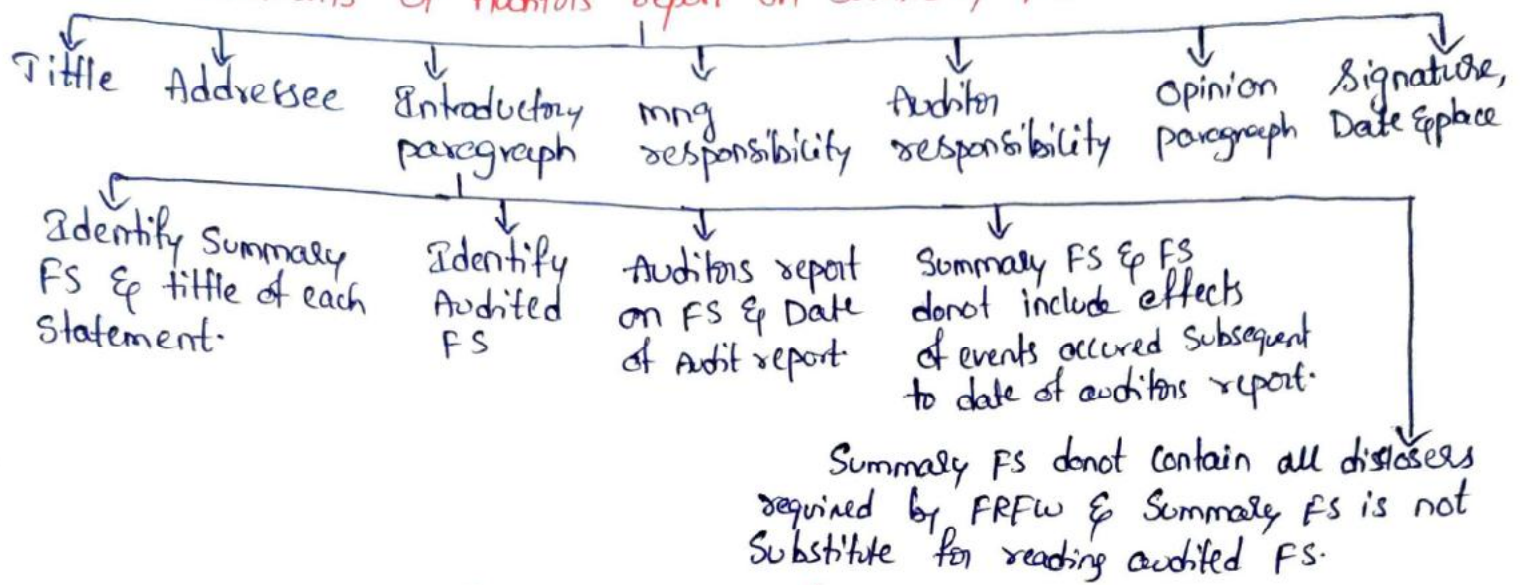 of Auditors report on
Tittle
Addressee
Introductory
paragraph
mng
responsibility
Auditor
responsibility
Opinion
paragraph
Signature,
Date & place
Identify Summary
FS & tittle of each
Statement.
Identify
Audited
FS
Auditors report
on FS & Date
of Audit report.
Summary FS & FS
donot include effects
of events occured Subsequent
to date of auditors report.
Summary FS donot contain all
required by FRFW & Summary FS is not
Substitute for reading audited FS.